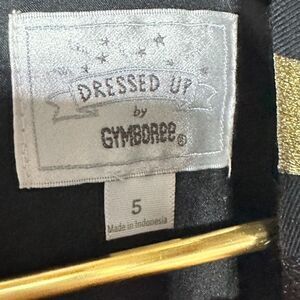 DRESSED UP
by
GYMBOREE®
5
Made in Indonesia